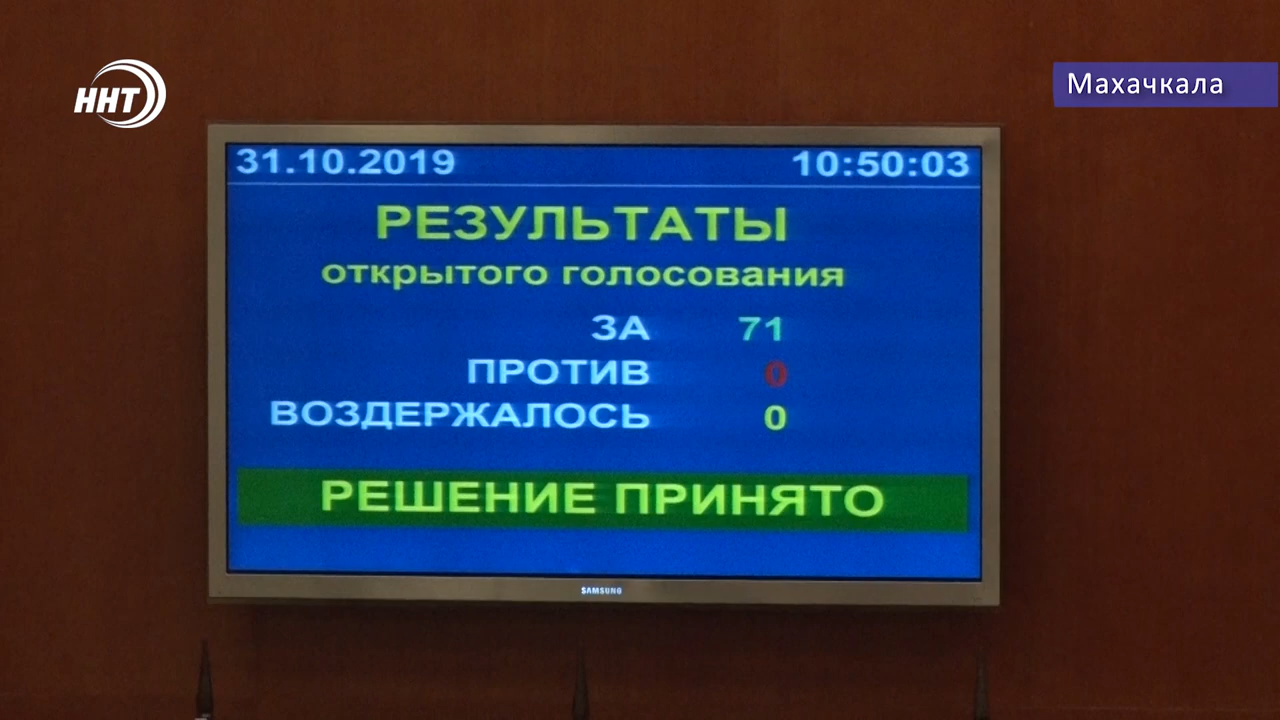 ННТ
Махачкала
31.10.2019 10:50:03
РЕЗУЛЬТАТЫ
открытого голосования
ЗА 71
ПРОТИВ 0
ВОЗДЕРЖАЛОСЬ 0
РЕШЕНИЕ ПРИНЯТО
SAMSUNG